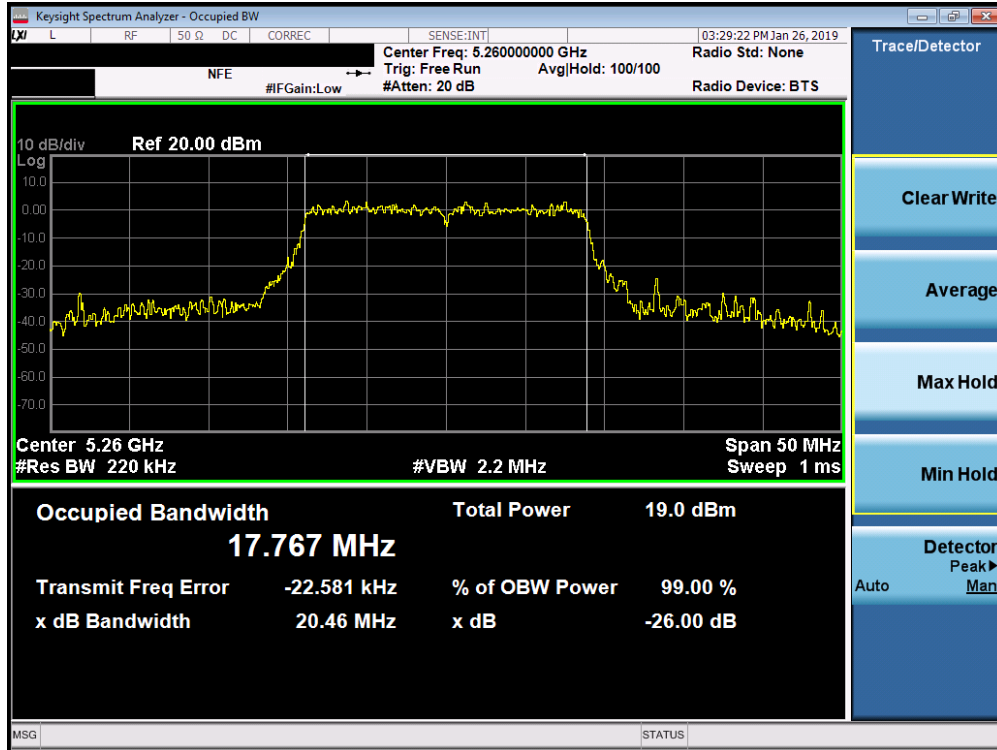 Keysight Spectrum Analyzer - Occupied BW
LXI L RF 50 Ω DC CORREC SENSE:INT 03:29:22 PM Jan 26, 2019
Center Freq: 5.260000000 GHz Radio Std: None
NFE Trig: Free Run Avg|Hold: 100/100
#IFGain:Low #Atten: 20 dB Radio Device: BTS
10 dB/div Ref 20.00 dBm
Log
10.0
0.00
-10.0
-20.0
-30.0
-40.0
-50.0
-60.0
-70.0
Center 5.26 GHz Span 50 MHz
#Res BW 220 kHz #VBW 2.2 MHz Sweep 1 ms
Occupied Bandwidth Total Power 19.0 dBm
17.767 MHz
Transmit Freq Error -22.581 kHz % of OBW Power 99.00 %
x dB Bandwidth 20.46 MHz x dB -26.00 dB
MSG STATUS
Trace/Detector
Clear Write
Average
Max Hold
Min Hold
Detector
Peak▶
Auto Man